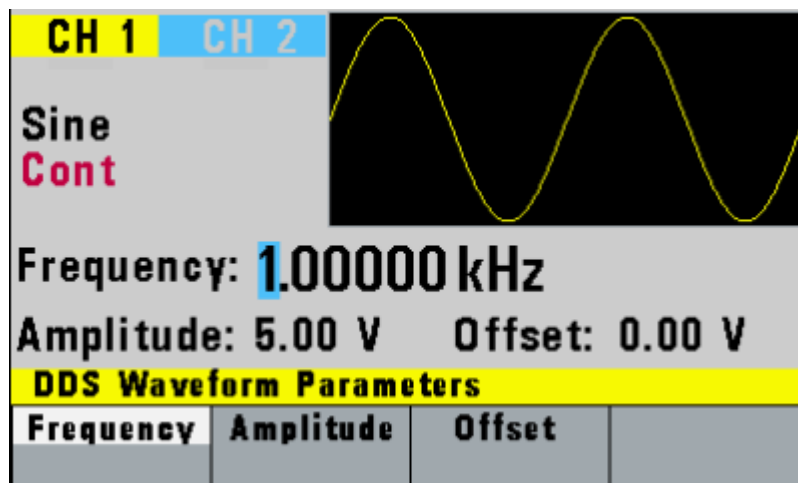 CH 1 CH 2
Sine
Cont
Frequency: 1.00000 kHz
Amplitude: 5.00 V Offset: 0.00 V
DDS Waveform Parameters
Frequency Amplitude Offset